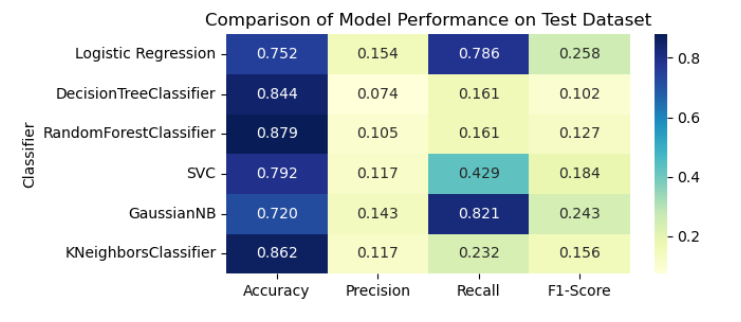 Comparison of Model Performance on Test Dataset
Logistic Regression 0.752 0.154 0.786 0.258
DecisionTreeClassifier 0.844 0.074 0.161 0.102
RandomForestClassifier 0.879 0.105 0.161 0.127
SVC 0.792 0.117 0.429 0.184
GaussianNB 0.720 0.143 0.821 0.243
KNeighborsClassifier 0.862 0.117 0.232 0.156
Accuracy Precision Recall F1-Score
Classifier
0.8
0.6
0.4
0.2